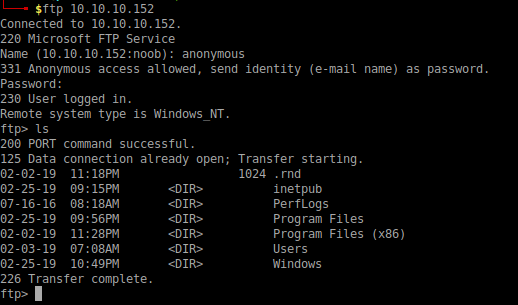 $ftp 10.10.10.152
Connected to 10.10.10.152.
220 Microsoft FTP Service
Name (10.10.10.152:noob): anonymous
331 Anonymous access allowed, send identity (e-mail name) as password.
Password:
230 User logged in.
Remote system type is Windows_NT.
ftp> ls
200 PORT command successful.
125 Data connection already open; Transfer starting.
02-02-19  11:18PM                 1024 .rnd
02-25-19  09:15PM       <DIR>          inetpub
07-16-16  08:18AM       <DIR>          PerfLogs
02-25-19  09:56PM       <DIR>          Program Files
02-02-19  11:28PM       <DIR>          Program Files (x86)
02-03-19  07:08AM       <DIR>          Users
02-25-19  10:49PM       <DIR>          Windows
226 Transfer complete.
ftp>